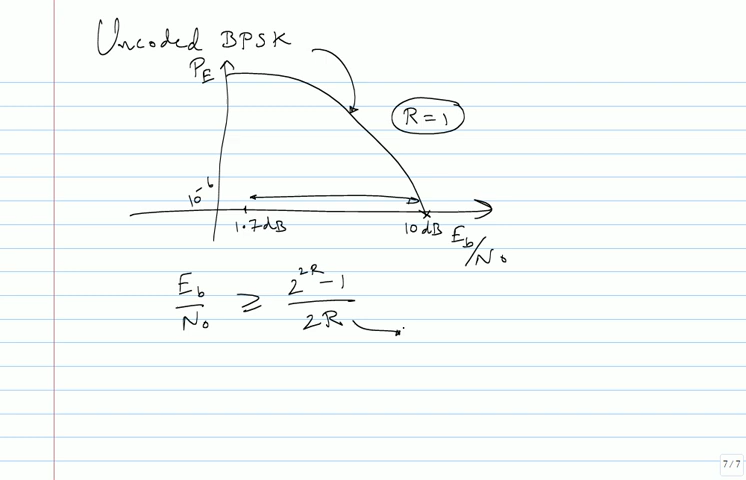 Uncoded BPSK
P_E
R = 1
10^-6
1.7dB
10dB
E_b/N_0
E_b/N_0 ≥ (2^{2R} - 1)/(2R)
7/7